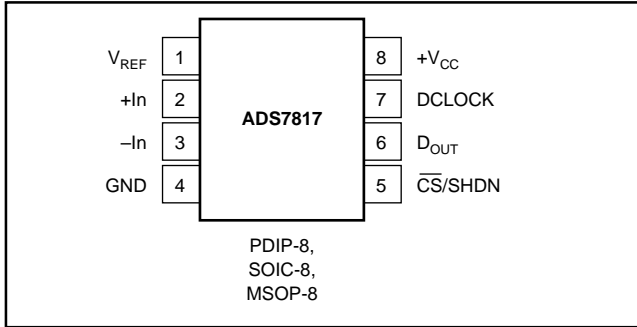 V_REF 1 8 +V_CC
+In 2 7 DCLOCK
ADS7817
–In 3 6 D_OUT
GND 4 5 C̅S̅/SHDN
PDIP-8,
SOIC-8,
MSOP-8